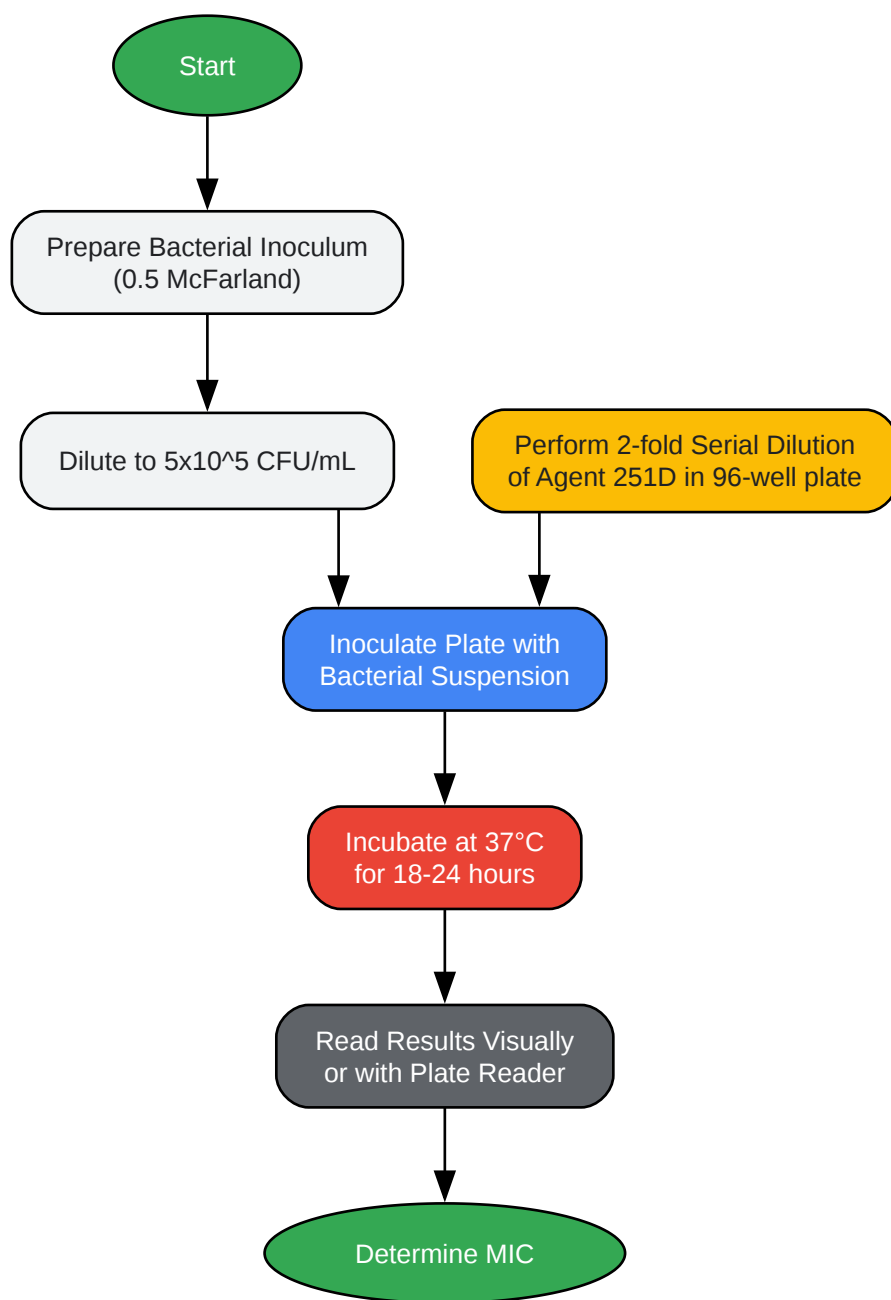 Start
Prepare Bacterial Inoculum
(0.5 McFarland)
Dilute to 5x10^5 CFU/mL
Perform 2-fold Serial Dilution
of Agent 251D in 96-well plate
Inoculate Plate with
Bacterial Suspension
Incubate at 37°C
for 18-24 hours
Read Results Visually
or with Plate Reader
Determine MIC